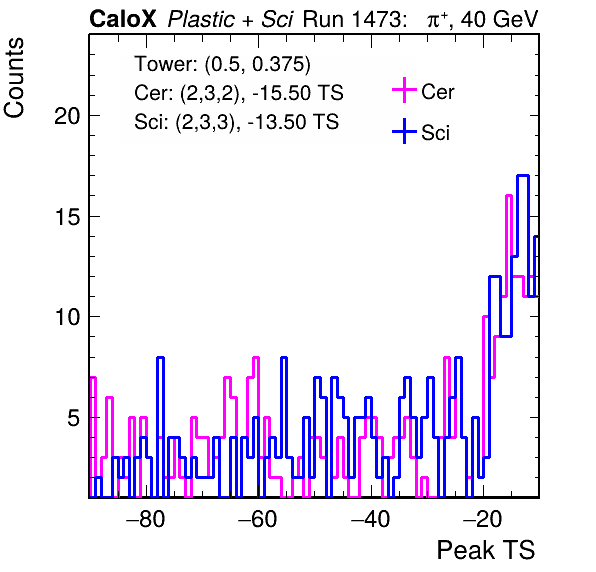 CaloX Plastic + Sci Run 1473: π⁺, 40 GeV
Counts
Tower: (0.5, 0.375)
Cer: (2,3,2), -15.50 TS
Sci: (2,3,3), -13.50 TS
Cer
Sci
20
15
10
5
−80 −60 −40 −20
Peak TS